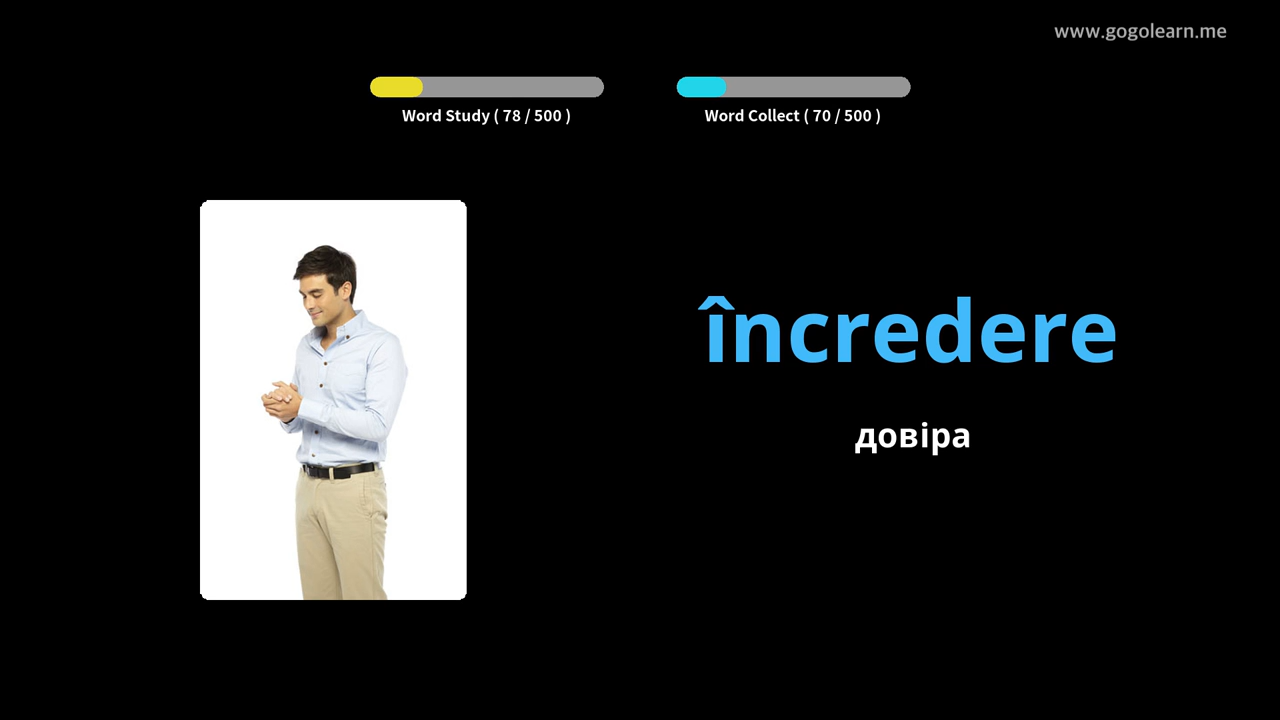 www.gogolearn.me
Word Study ( 78 / 500 )
Word Collect ( 70 / 500 )
încredere
довіра